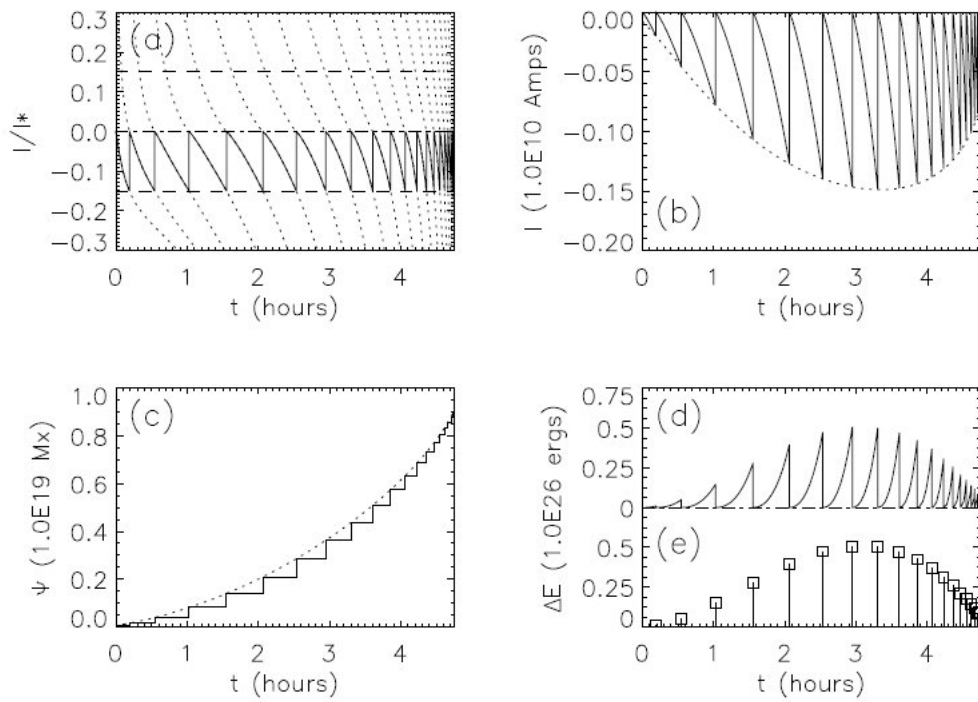 0.3
0.2
0.1
0.0
−0.1
−0.2
−0.3
I/I*
(a)
0 1 2 3 4
t (hours)
0.00
−0.05
−0.10
−0.15
−0.20
I (1.0E10 Amps)
(b)
0 1 2 3 4
t (hours)
1.0
0.8
0.6
0.4
0.2
0.0
Ψ (1.0E19 Mx)
(c)
0 1 2 3 4
t (hours)
0.75
0.5
0.25
0
0.5
0.25
0
ΔE (1.0E26 ergs)
(d)
(e)
0 1 2 3 4
t (hours)